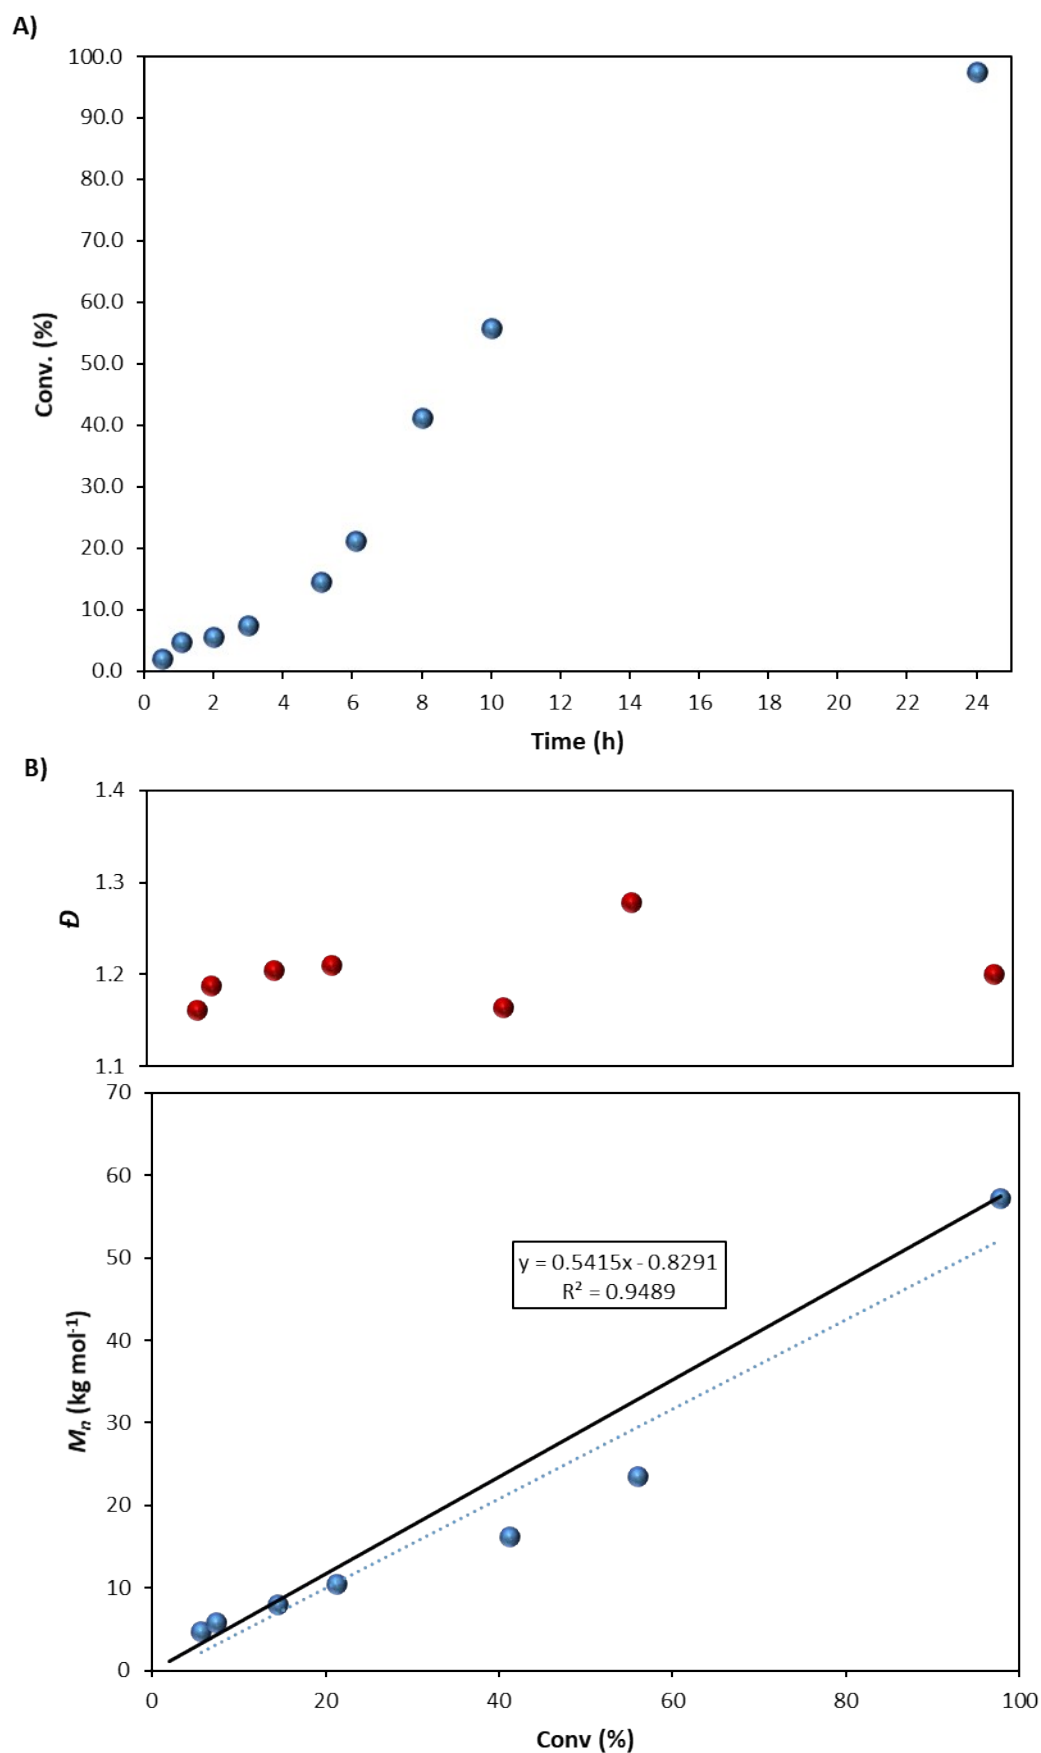 A)
100.0
90.0
80.0
70.0
60.0
50.0
40.0
30.0
20.0
10.0
0.0
Conv. (%)
0 2 4 6 8 10 12 14 16 18 20 22 24
Time (h)
B)
1.4
1.3
1.2
1.1
Đ
70
60
50
40
30
20
10
0
Mn (kg mol-1)
y = 0.5415x - 0.8291
R² = 0.9489
0 20 40 60 80 100
Conv (%)